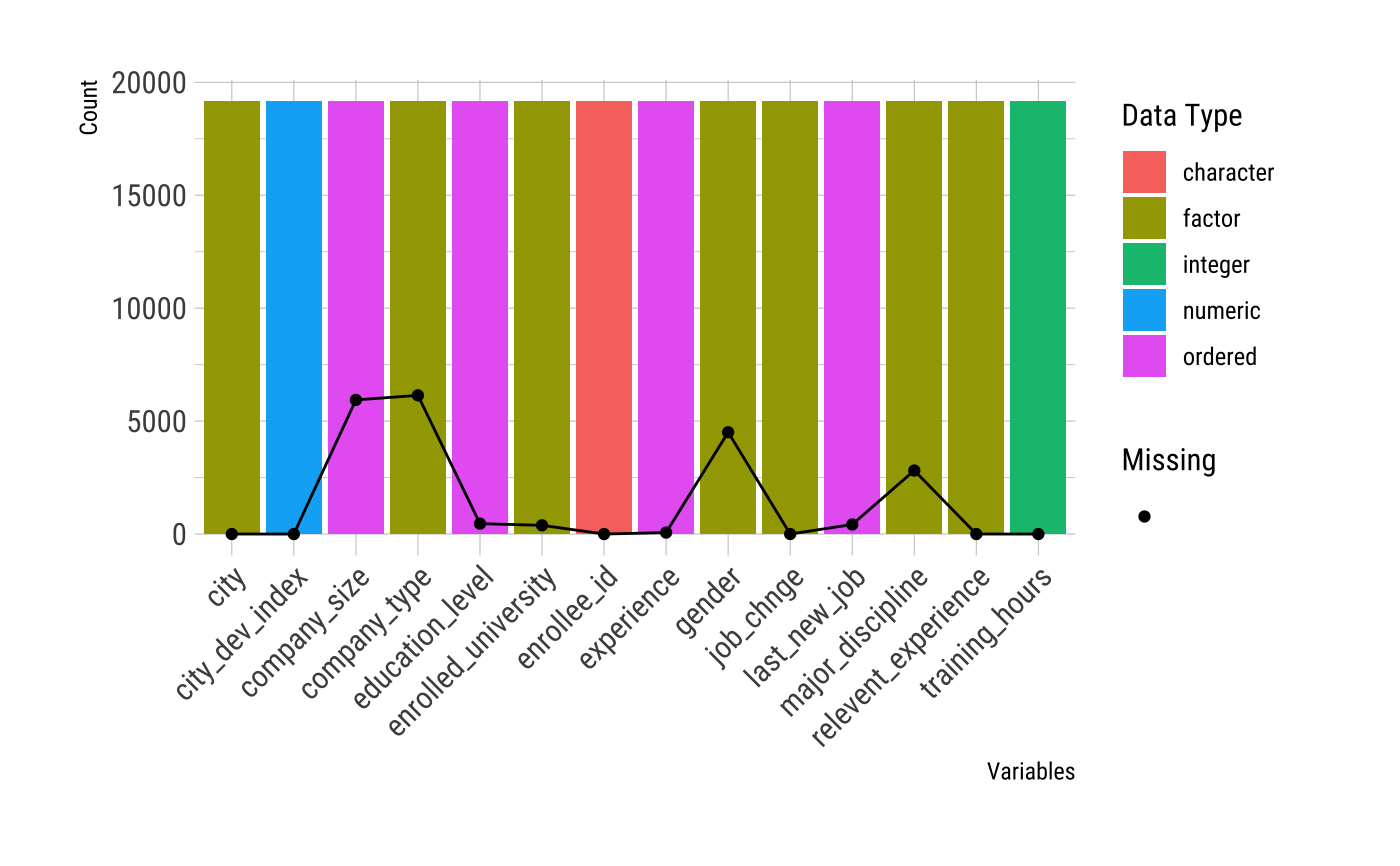 Count
20000
15000
10000
5000
0
city
city_dev_index
company_size
company_type
education_level
enrolled_university
enrollee_id
experience
gender
job_chnge
last_new_job
major_discipline
relevent_experience
training_hours
Variables
Data Type
character
factor
integer
numeric
ordered
Missing